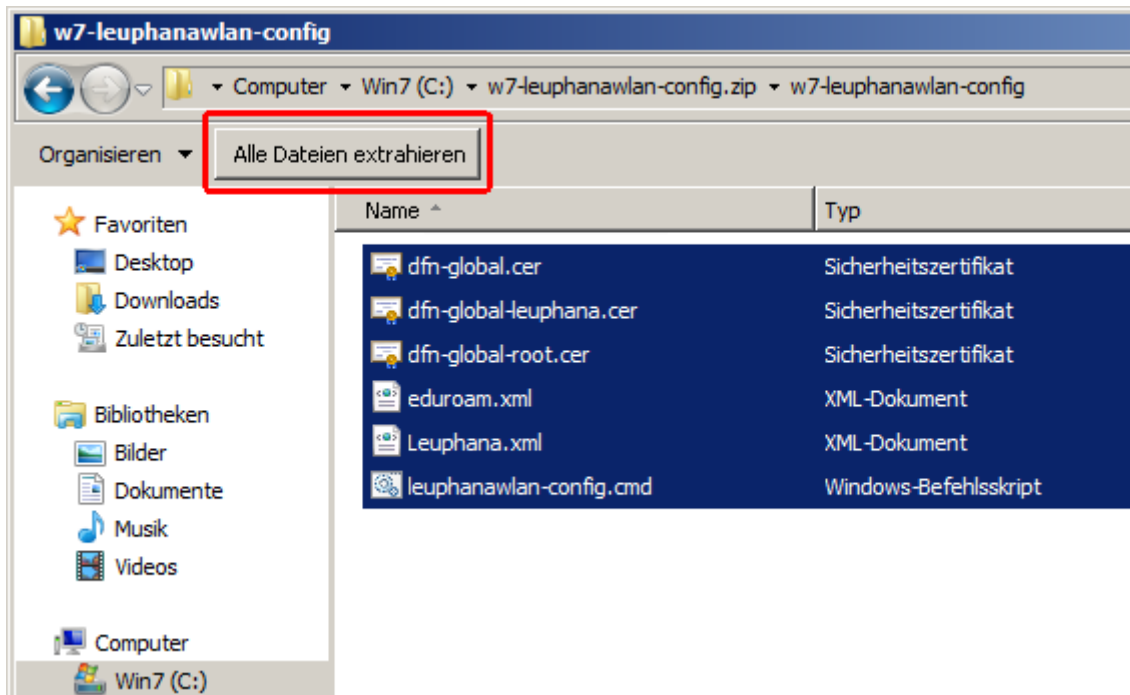 w7-leuphanawlan-config
Computer Win7 (C:) w7-leuphanawlan-config.zip w7-leuphanawlan-config
Organisieren Alle Dateien extrahieren
Name Typ
Favoriten
Desktop
Downloads
Zuletzt besucht
Bibliotheken
Bilder
Dokumente
Musik
Videos
Computer
Win7 (C:)
dfn-global.cer Sicherheitszertifikat
dfn-global-leuphana.cer Sicherheitszertifikat
dfn-global-root.cer Sicherheitszertifikat
eduroam.xml XML-Dokument
Leuphana.xml XML-Dokument
leuphanawlan-config.cmd Windows-Befehlsskript